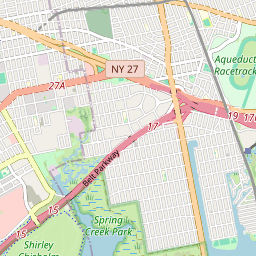 Aqueduct
Racetrack
NY 27
27A
19
17
17
Belt Parkway
15
15
Spring
Creek Park
Shirley
Chisholm